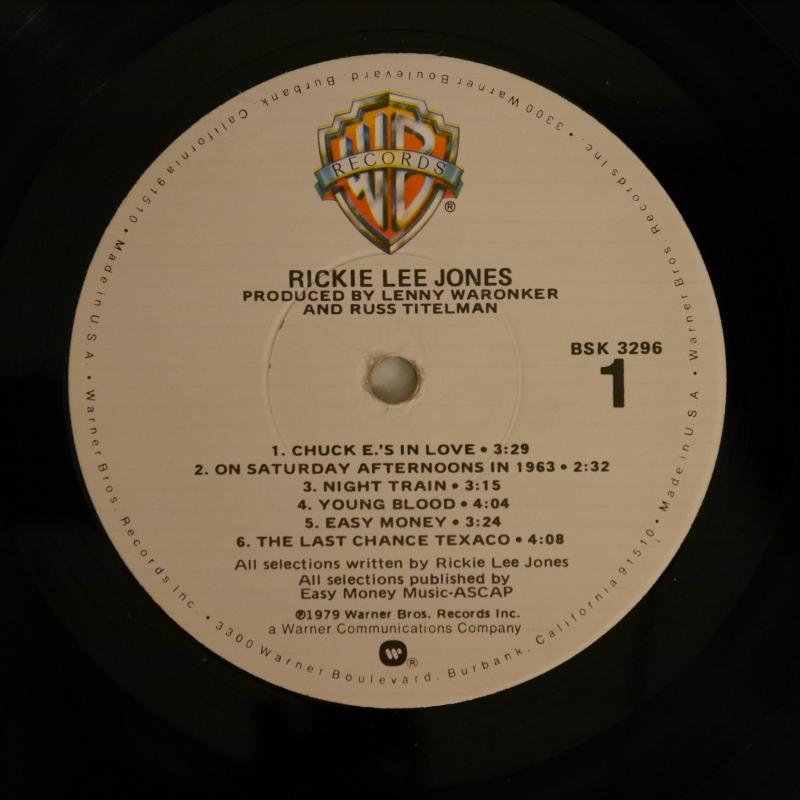 WB
RECORDS
®
RICKIE LEE JONES
PRODUCED BY LENNY WARONKER
AND RUSS TITELMAN
BSK 3296
1
1. CHUCK E.'S IN LOVE • 3:29
2. ON SATURDAY AFTERNOONS IN 1963 • 2:32
3. NIGHT TRAIN • 3:15
4. YOUNG BLOOD • 4:04
5. EASY MONEY • 3:24
6. THE LAST CHANCE TEXACO • 4:08
All selections written by Rickie Lee Jones
All selections published by
Easy Money Music-ASCAP
℗1979 Warner Bros. Records Inc.
a Warner Communications Company
W®
Made in U.S.A. • Warner Bros. Records Inc. • 3300 Warner Boulevard. Burbank. California 91510 • Made in U.S.A • Warner Bros. Records Inc. • 3300 Warner Boulevard. Burbank. California 91510 •